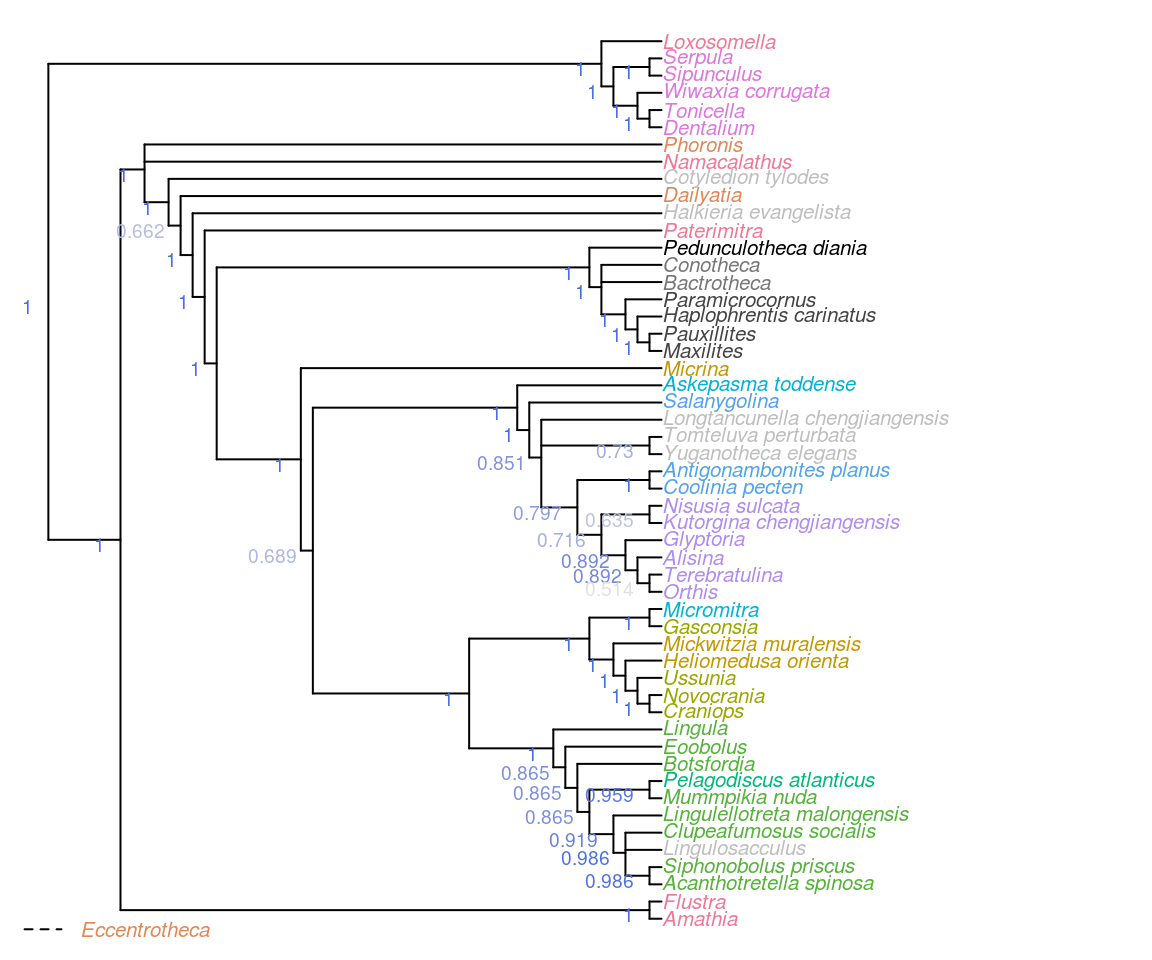 Loxosomella
Serpula
1 1 Sipunculus
1 Wiwaxia corrugata
1 Tonicella
1 Dentalium
Phoronis
Namacalathus
1 Cotyledion tylodes
Dailyatia
1 Halkieria evangelista
0.662 Paterimitra
Pedunculotheca diania
1 1 Conotheca
Bactrotheca
1 1 Paramicrocornus
1 1 Haplophrentis carinatus
1 Pauxillites
1 Maxilites
1 Micrina
Askepasma toddense
Salanygolina
1 Longtancunella chengjiangensis
1 Tomteluva perturbata
0.73 Yuganotheca elegans
1 0.851 Antigonambonites planus
1 Coolinia pecten
Nisusia sulcata
0.797 0.635 Kutorgina chengjiangensis
1 0.716 Glyptoria
0.689 0.892 Alisina
0.892 Terebratulina
0.514 Orthis
Micromitra
1 Gasconsia
1 Mickwitzia muralensis
1 Heliomedusa orienta
1 Ussunia
1 1 Novocrania
1 Craniops
Lingula
1 Eoobolus
0.865 Botsfordia
Pelagodiscus atlanticus
0.865 0.959 Mummpikia nuda
0.865 Lingulellotreta malongensis
0.919 Clupeafumosus socialis
0.986 Lingulosacculus
Siphonobolus priscus
0.986 Acanthotretella spinosa
Flustra
1 Amathia
Eccentrotheca